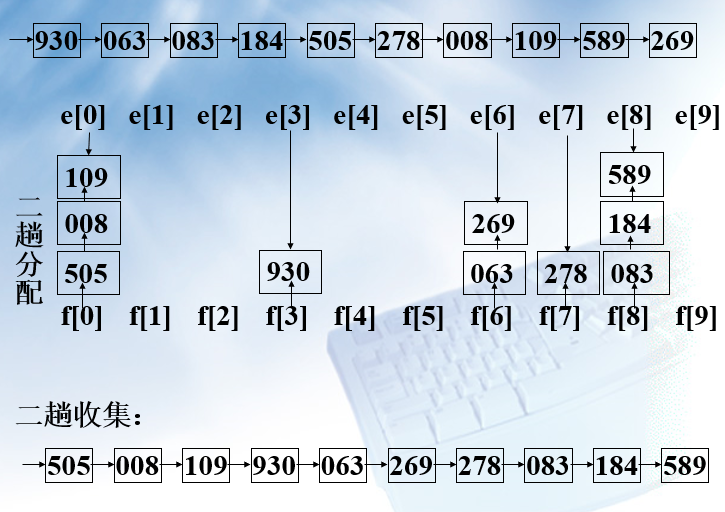 930 063 083 184 505 278 008 109 589 269
e[0] e[1] e[2] e[3] e[4] e[5] e[6] e[7] e[8] e[9]
二趟分配
109 589
008 269 184
505 930 063 278 083
f[0] f[1] f[2] f[3] f[4] f[5] f[6] f[7] f[8] f[9]
二趟收集：
505 008 109 930 063 269 278 083 184 589